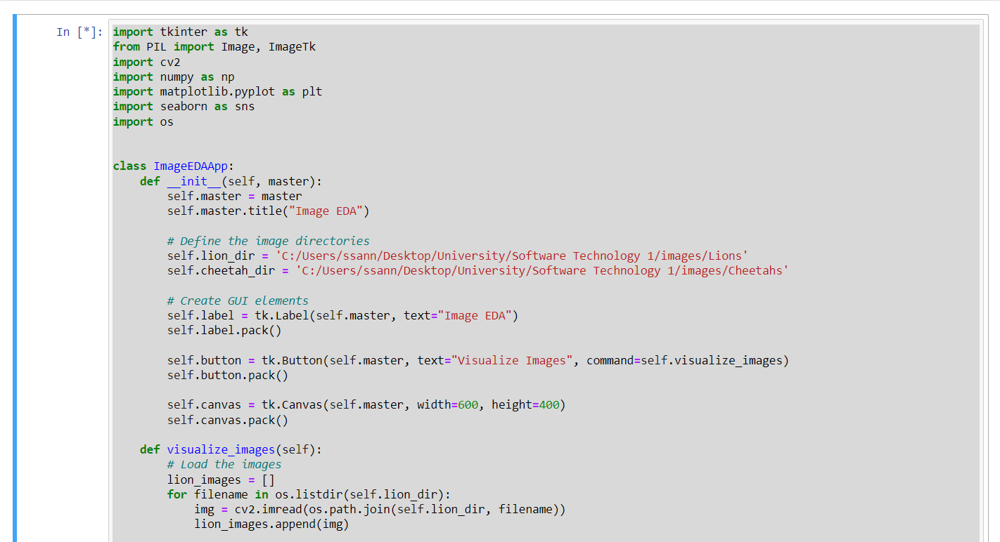 In [*]: import tkinter as tk
from PIL import Image, ImageTk
import cv2
import numpy as np
import matplotlib.pyplot as plt
import seaborn as sns
import os


class ImageEDAApp:
    def __init__(self, master):
        self.master = master
        self.master.title("Image EDA")

        # Define the image directories
        self.lion_dir = 'C:/Users/ssann/Desktop/University/Software Technology 1/images/Lions'
        self.cheetah_dir = 'C:/Users/ssann/Desktop/University/Software Technology 1/images/Cheetahs'

        # Create GUI elements
        self.label = tk.Label(self.master, text="Image EDA")
        self.label.pack()

        self.button = tk.Button(self.master, text="Visualize Images", command=self.visualize_images)
        self.button.pack()

        self.canvas = tk.Canvas(self.master, width=600, height=400)
        self.canvas.pack()

    def visualize_images(self):
        # Load the images
        lion_images = []
        for filename in os.listdir(self.lion_dir):
            img = cv2.imread(os.path.join(self.lion_dir, filename))
            lion_images.append(img)